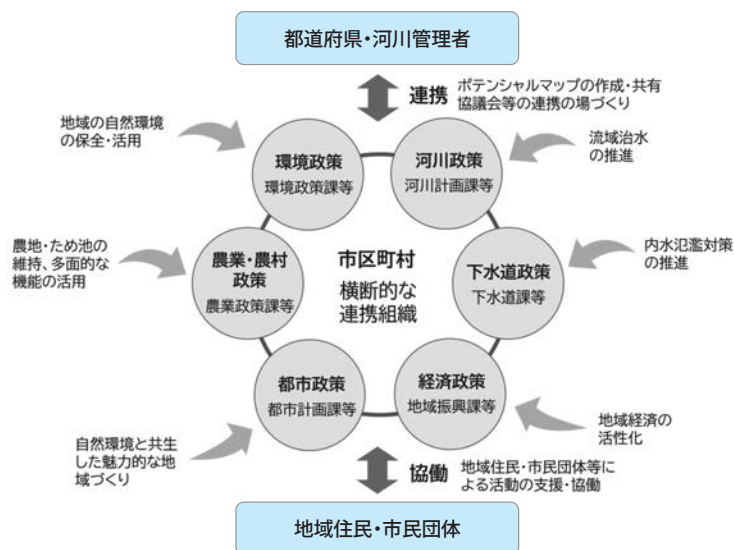 都道府県・河川管理者
連携
ポテンシャルマップの作成・共有
協議会等の連携の場づくり
地域の自然環境
の保全・活用
環境政策
環境政策課等
河川政策
河川計画課等
流域治水
の推進
農地・ため池の
維持、多面的な
機能の活用
農業・農村
政策
農業政策課等
市区町村
横断的な
連携組織
下水道政策
下水道課等
内水氾濫対策
の推進
都市政策
都市計画課等
経済政策
地域振興課等
地域経済の
活性化
自然環境と共生
した魅力的な地
域づくり
協働
地域住民・市民団体等に
よる活動の支援・協働
地域住民・市民団体